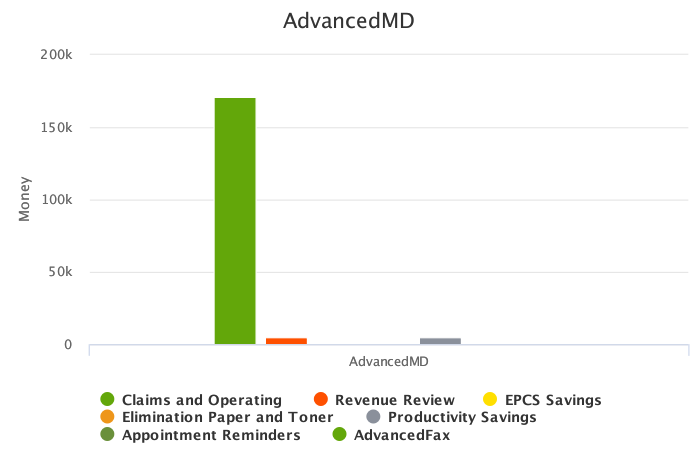 AdvancedMD
200k
150k
100k
50k
0
Money
AdvancedMD
Claims and Operating Revenue Review EPCS Savings
Elimination Paper and Toner Productivity Savings
Appointment Reminders AdvancedFax